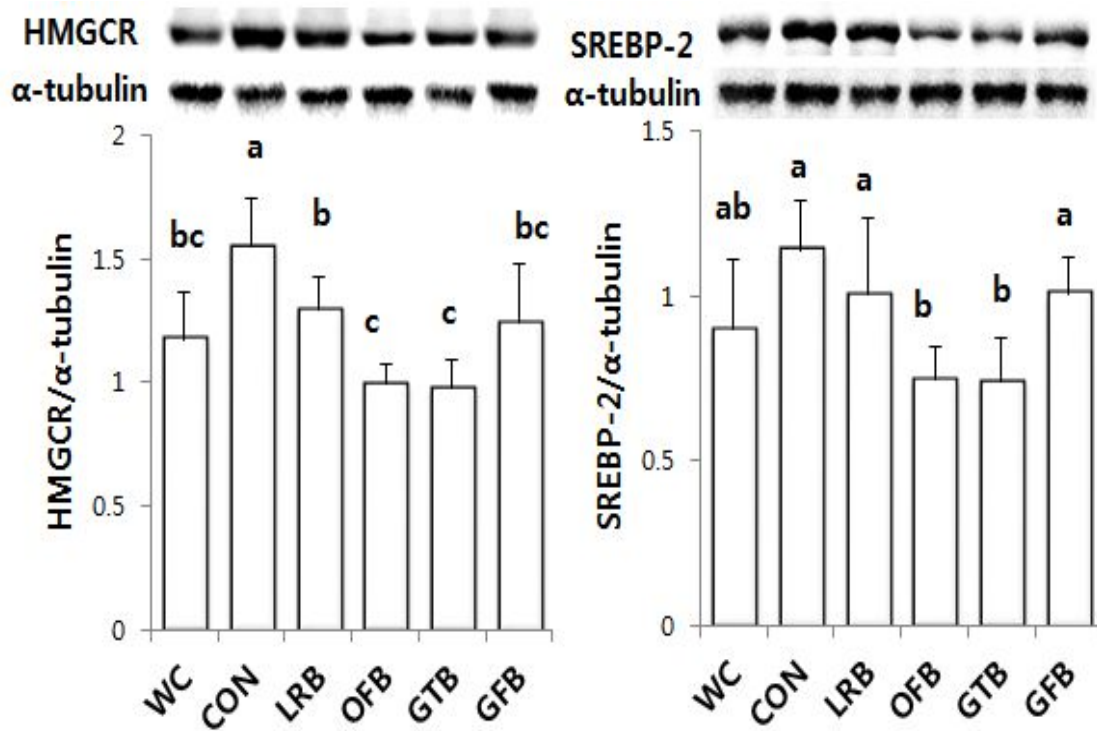 HMGCR
α-tubulin
HMGCR/α-tubulin
2
1.5
1
0.5
0
bc
a
b
c
c
bc
WC
CON
LRB
OFB
GTB
GFB
SREBP-2
α-tubulin
SREBP-2/α-tubulin
1.5
1
0.5
0
ab
a
a
b
b
a
WC
CON
LRB
OFB
GTB
GFB